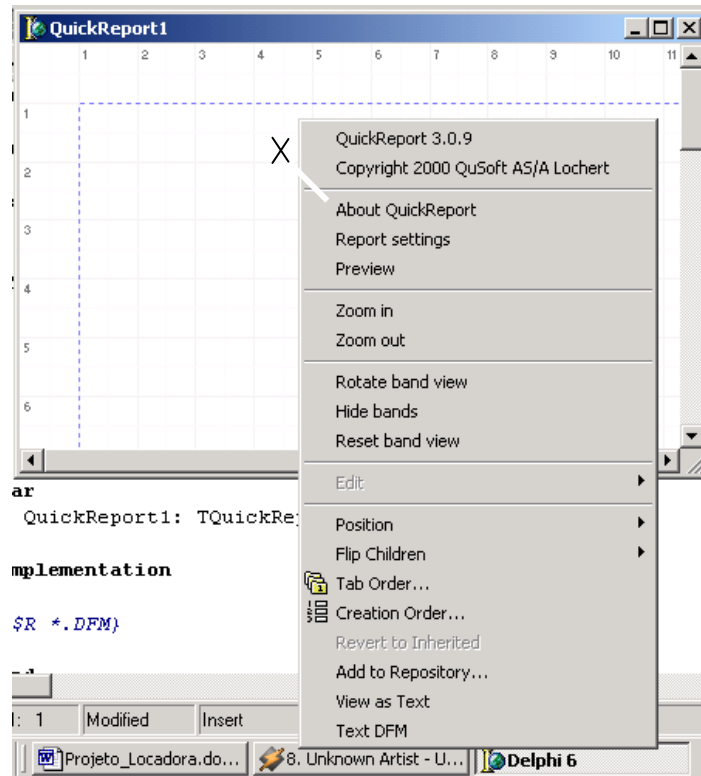 QuickReport1
1 2 3 4 5 6 7 8 9 10 11
1
2
3
4
5
6
X
QuickReport 3.0.9
Copyright 2000 QuSoft AS/A Lochert
About QuickReport
Report settings
Preview
Zoom in
Zoom out
Rotate band view
Hide bands
Reset band view
Edit
Position
Flip Children
Tab Order...
Creation Order...
Revert to Inherited
Add to Repository...
View as Text
Text DFM
ar
QuickReport1: TQuickRe
mplementation
$R *.DFM}
: 1 Modified Insert
Projeto_Locadora.do... 8. Unknown Artist - U... Delphi 6